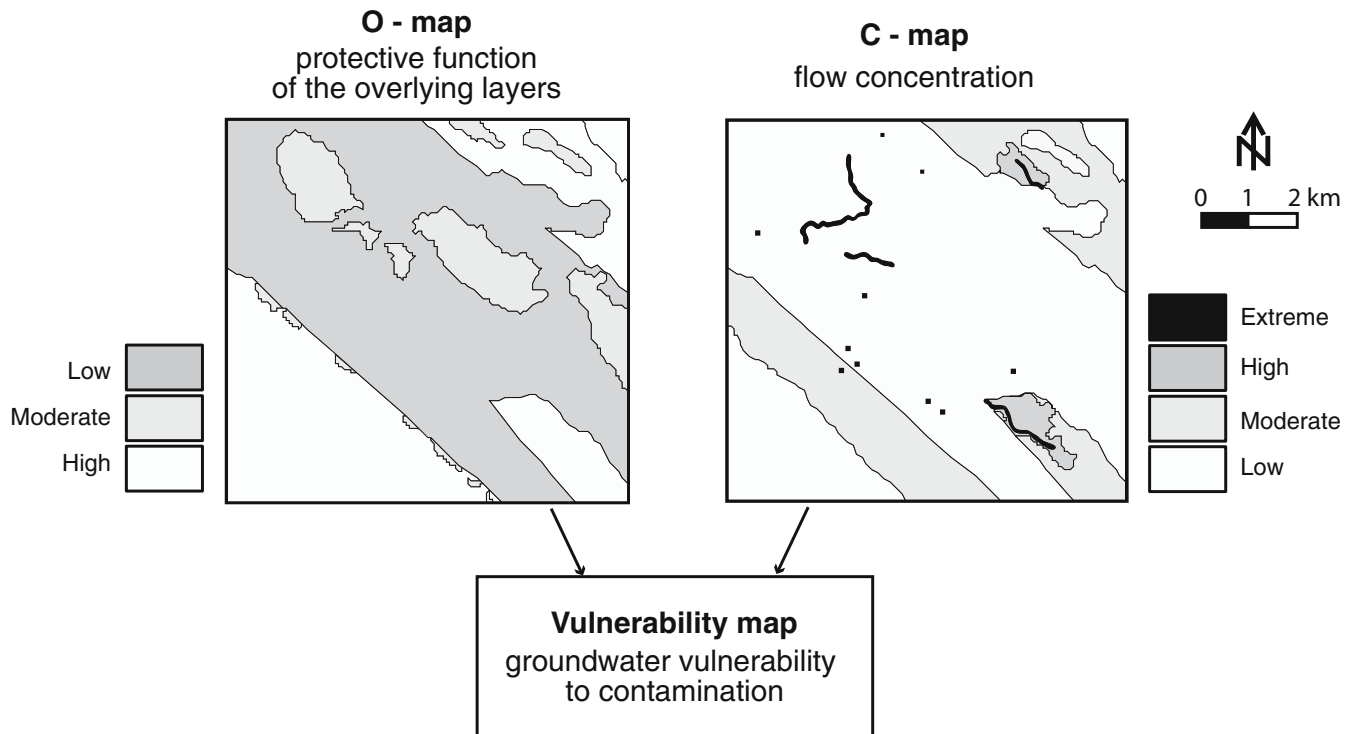 O - map
protective function
of the overlying layers
C - map
flow concentration
N
0 1 2 km
Low
Moderate
High
Extreme
High
Moderate
Low
Vulnerability map
groundwater vulnerability
to contamination